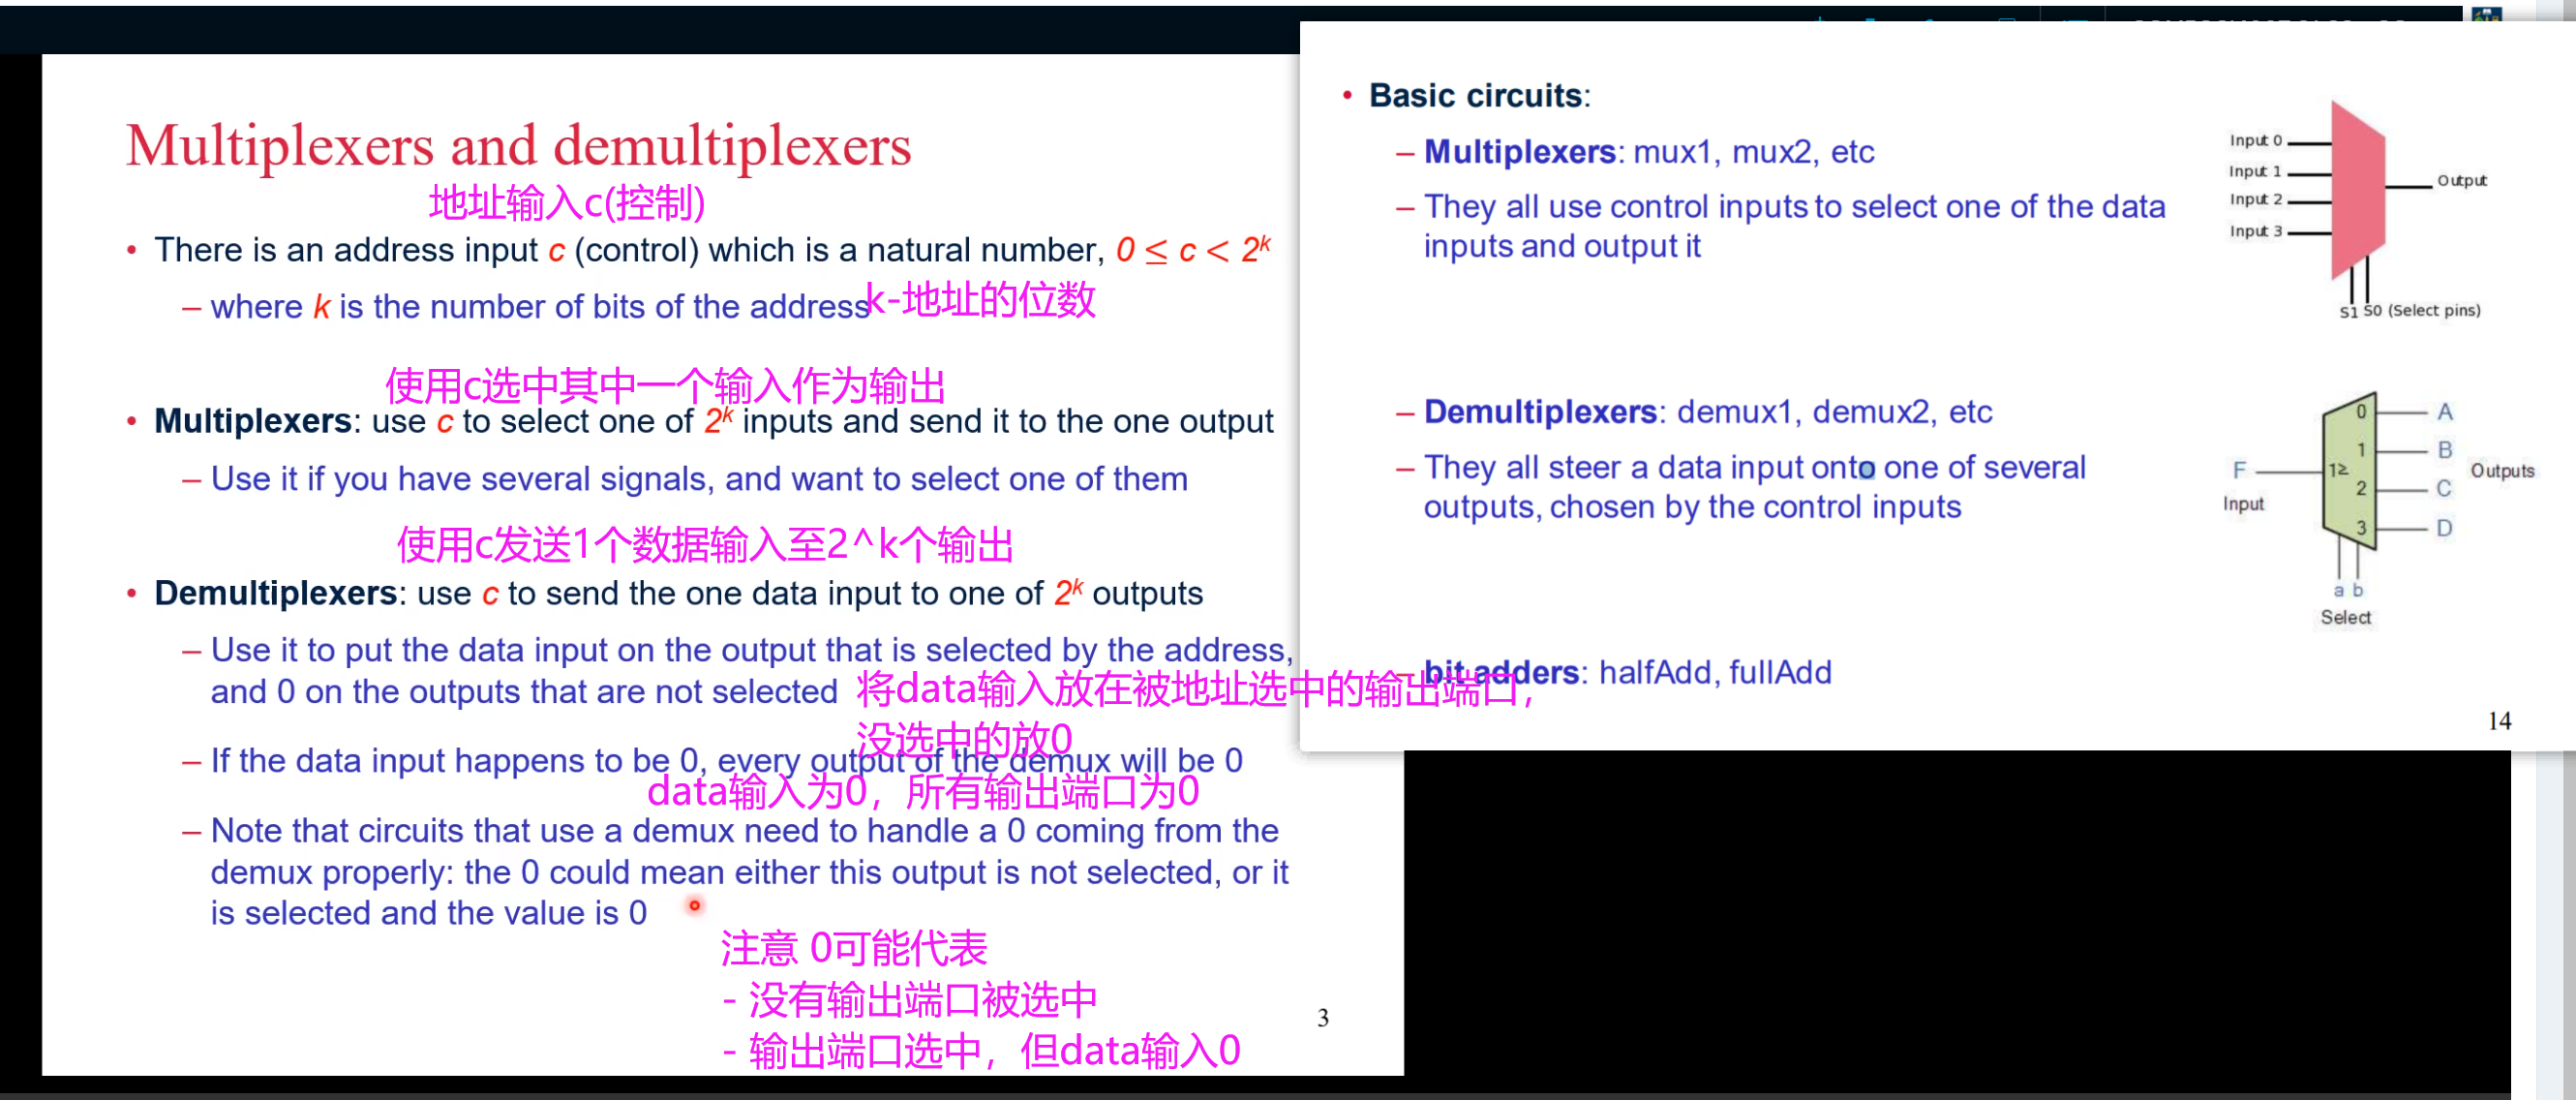 Multiplexers and demultiplexers
地址输入c(控制)
• There is an address input c (control) which is a natural number, 0 ≤ c < 2^k
– where k is the number of bits of the address
k-地址的位数
使用c选中其中一个输入作为输出
• Multiplexers: use c to select one of 2^k inputs and send it to the one output
– Use it if you have several signals, and want to select one of them
使用c发送1个数据输入至2^k个输出
• Demultiplexers: use c to send the one data input to one of 2^k outputs
– Use it to put the data input on the output that is selected by the address,
and 0 on the outputs that are not selected
将data输入放在被地址选中的输出端口，
没选中的放0
– If the data input happens to be 0, every output of the demux will be 0
data输入为0，所有输出端口为0
– Note that circuits that use a demux need to handle a 0 coming from the
demux properly: the 0 could mean either this output is not selected, or it
is selected and the value is 0
注意 0可能代表
- 没有输出端口被选中
- 输出端口选中，但data输入0
3
• Basic circuits:
– Multiplexers: mux1, mux2, etc
– They all use control inputs to select one of the data
inputs and output it
Input 0
Input 1
Input 2
Input 3
Output
S1 S0 (Select pins)
– Demultiplexers: demux1, demux2, etc
– They all steer a data input onto one of several
outputs, chosen by the control inputs
F
Input
1≥
0
1
2
3
A
B
C
D
Outputs
a b
Select
– bit adders: halfAdd, fullAdd
14